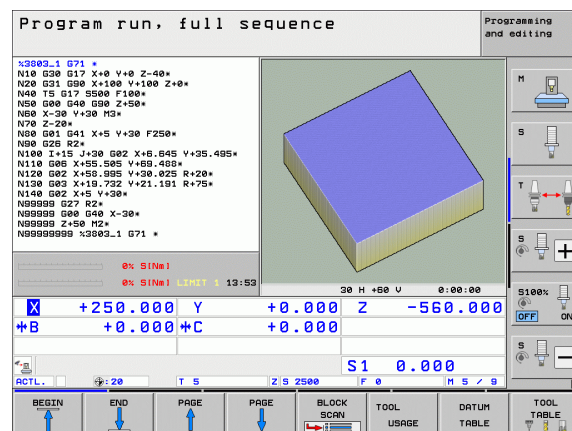 Program run, full sequence
Programming
and editing
%3803_1 G71 *
N10 G30 G17 X+0 Y+0 Z-40*
N20 G31 G90 X+100 Y+100 Z+0*
N40 T5 G17 S500 F100*
N50 G00 G40 G90 Z+50*
N60 X-30 Y+30 M3*
N70 Z-20*
N80 G01 G41 X+5 Y+30 F250*
N90 G26 R2*
N100 I+15 J+30 G02 X+6.645 Y+35.495*
N110 G06 X+55.505 Y+69.488*
N120 G02 X+58.995 Y+30.025 R+20*
N130 G03 X+19.732 Y+21.191 R+75*
N140 G02 X+5 Y+30*
N99999 G27 R2*
N99999 G00 G40 X-30*
N99999 Z+50 M2*
N99999999 %3803_1 G71 *
0% S[Nm]
0% S[Nm] LIMIT 1 13:53
30 H +60 V 0:00:00
X +250.000 Y +0.000 Z -560.000
*B +0.000 *C +0.000
S1 0.00
ACTL. : 20 T 5 Z S 2500 F 0 M 5 / 9
M
S
T
S
+
S100%
OFF ON
S
-
BEGIN
END
PAGE
PAGE
BLOCK
SCAN
TOOL
USAGE
DATUM
TABLE
TOOL
TABLE